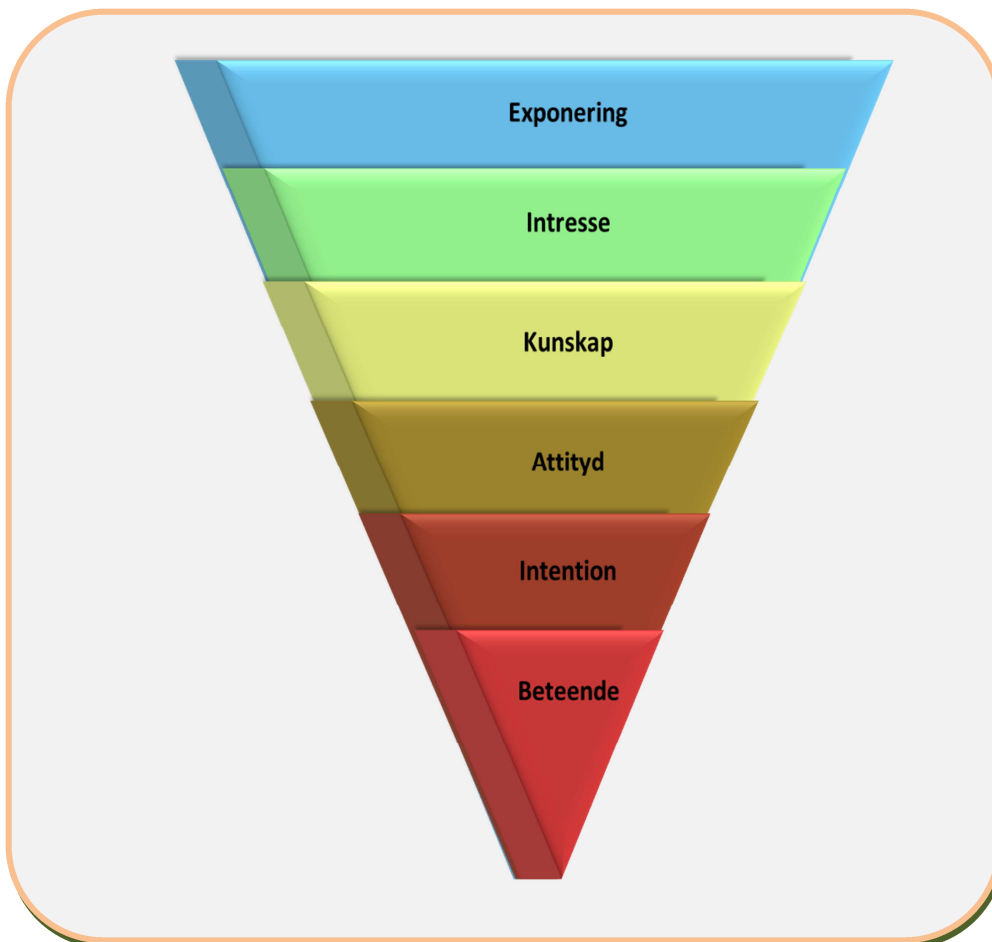 Exponering
Intresse
Kunskap
Attityd
Intention
Beteende